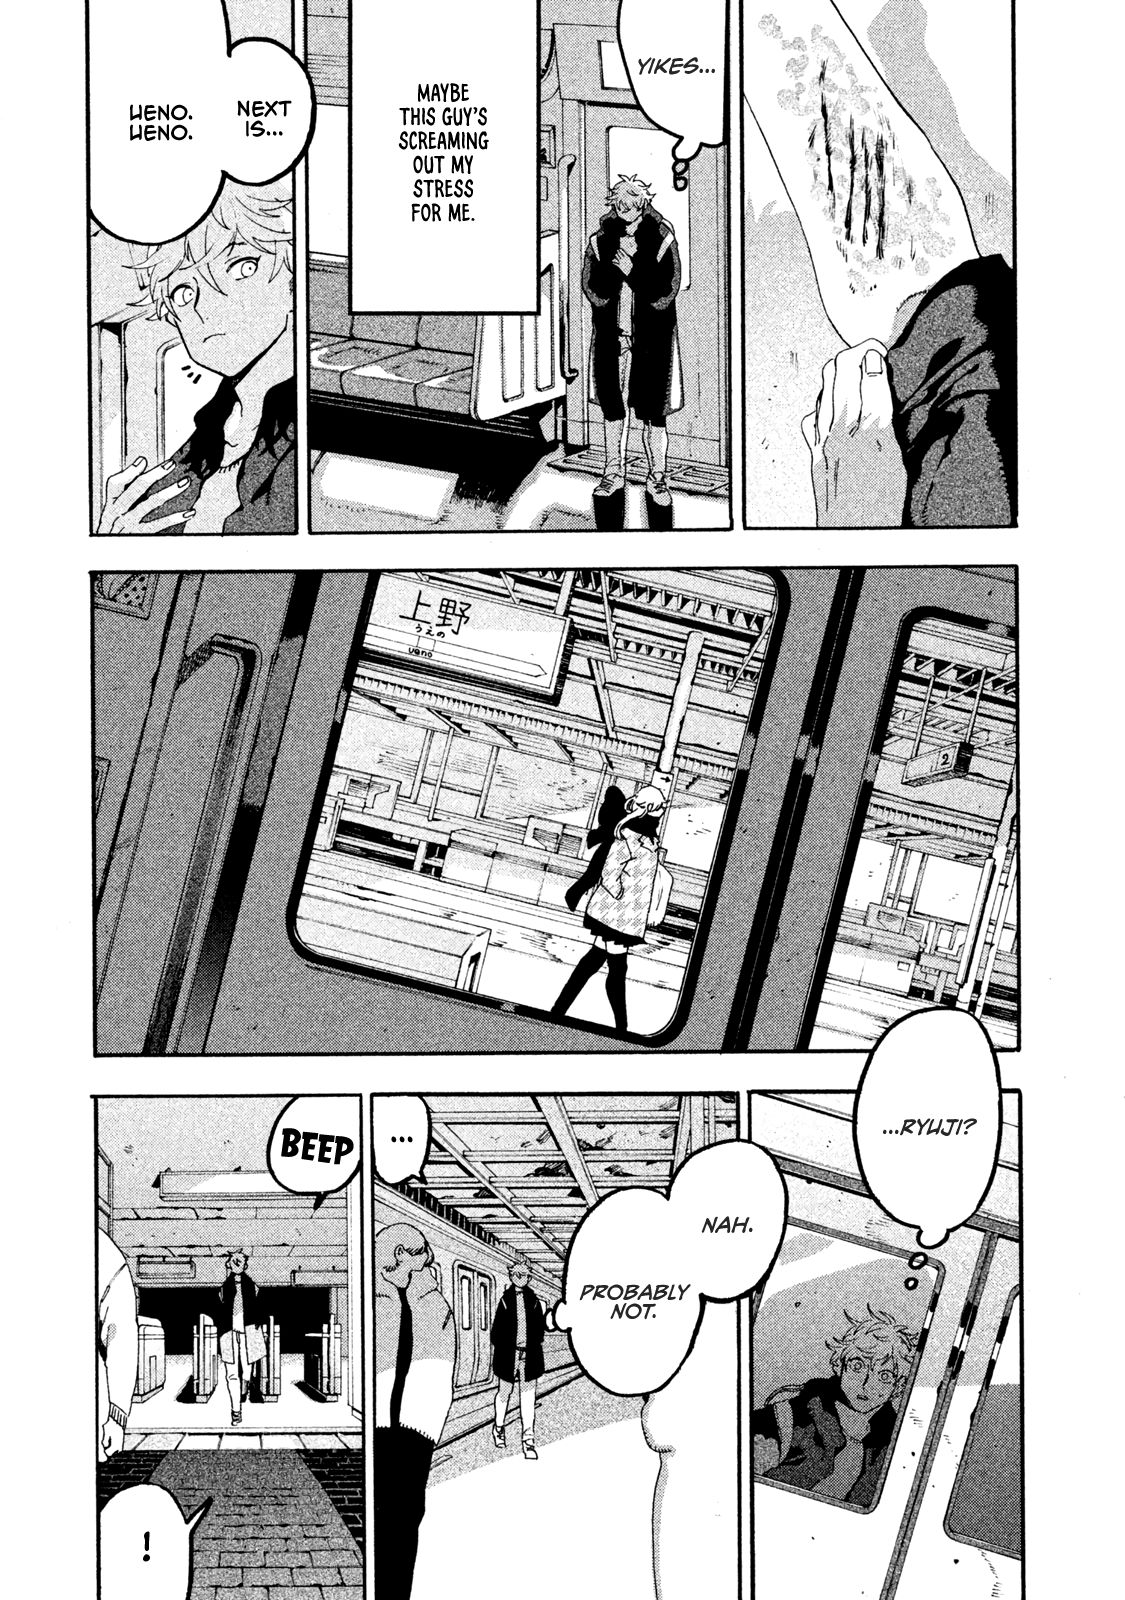 YIKES...
MAYBE
THIS GUY'S
SCREAMING
OUT MY
STRESS
FOR ME.
NEXT
IS...
UENO.
UENO.
上野
うえの
ueno
2
...RYUJI?
NAH.
PROBABLY
NOT.
...
BEEP
!